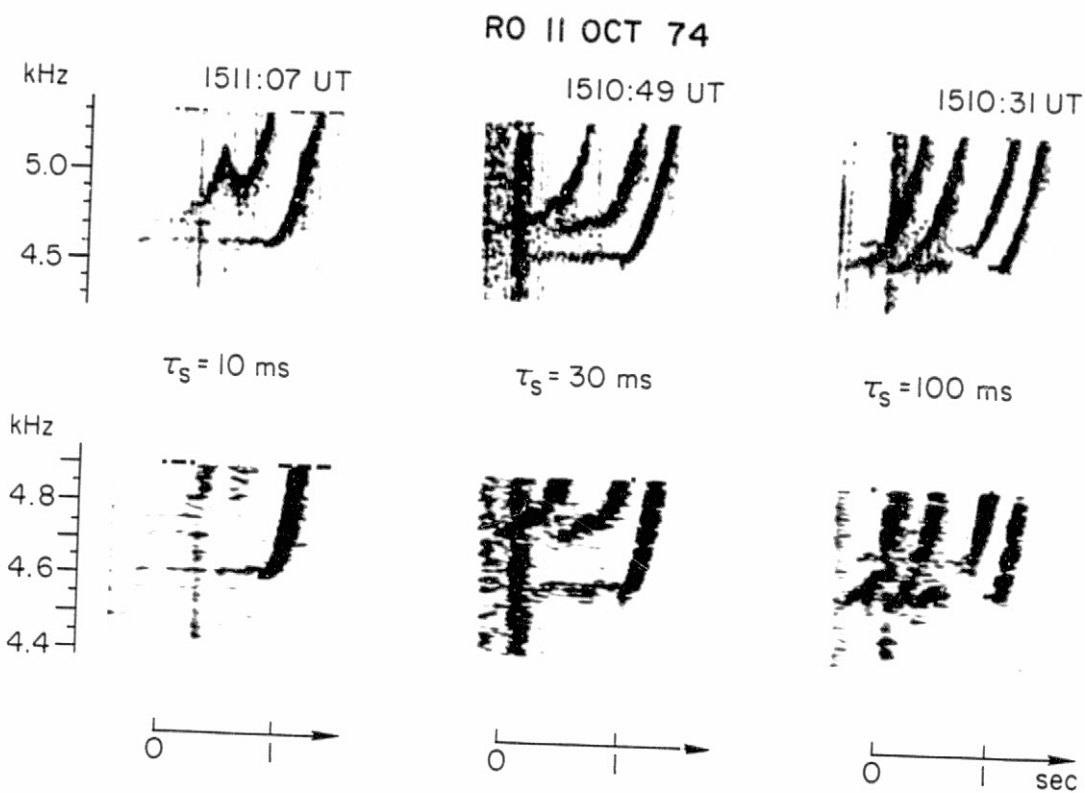 RO 11 OCT 74
kHz
1511:07 UT
1510:49 UT
1510:31 UT
5.0
4.5
τs = 10 ms
τs = 30 ms
τs = 100 ms
kHz
4.8
4.6
4.4
0 1
0 1
0 1 sec